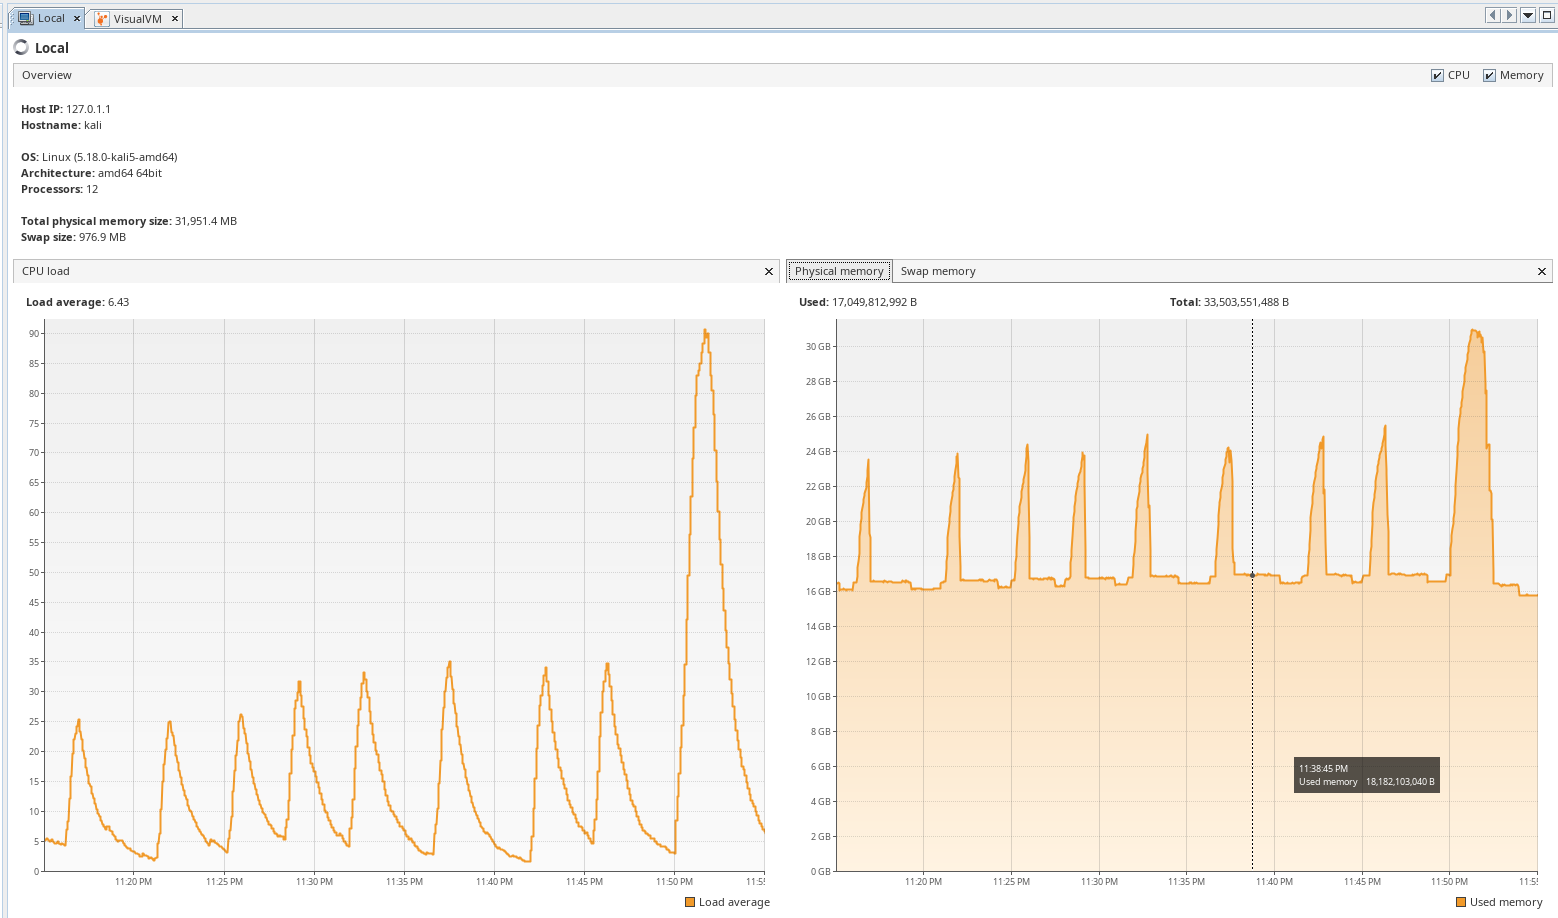 Local
VisualVM
Local
Overview
CPU
Memory
Host IP: 127.0.1.1
Hostname: kali
OS: Linux (5.18.0-kali5-amd64)
Architecture: amd64 64bit
Processors: 12
Total physical memory size: 31,951.4 MB
Swap size: 976.9 MB
CPU load
Load average: 6.43
90
85
80
75
70
65
60
55
50
45
40
35
30
25
20
15
10
5
0
11:20 PM
11:25 PM
11:30 PM
11:35 PM
11:40 PM
11:45 PM
11:50 PM
11:55
Load average
Physical memory
Swap memory
Used: 17,049,812,992 B
Total: 33,503,551,488 B
30 GB
28 GB
26 GB
24 GB
22 GB
20 GB
18 GB
16 GB
14 GB
12 GB
10 GB
8 GB
6 GB
4 GB
2 GB
0 GB
11:38:45 PM
Used memory 18,182,103,040 B
11:20 PM
11:25 PM
11:30 PM
11:35 PM
11:40 PM
11:45 PM
11:50 PM
11:55
Used memory